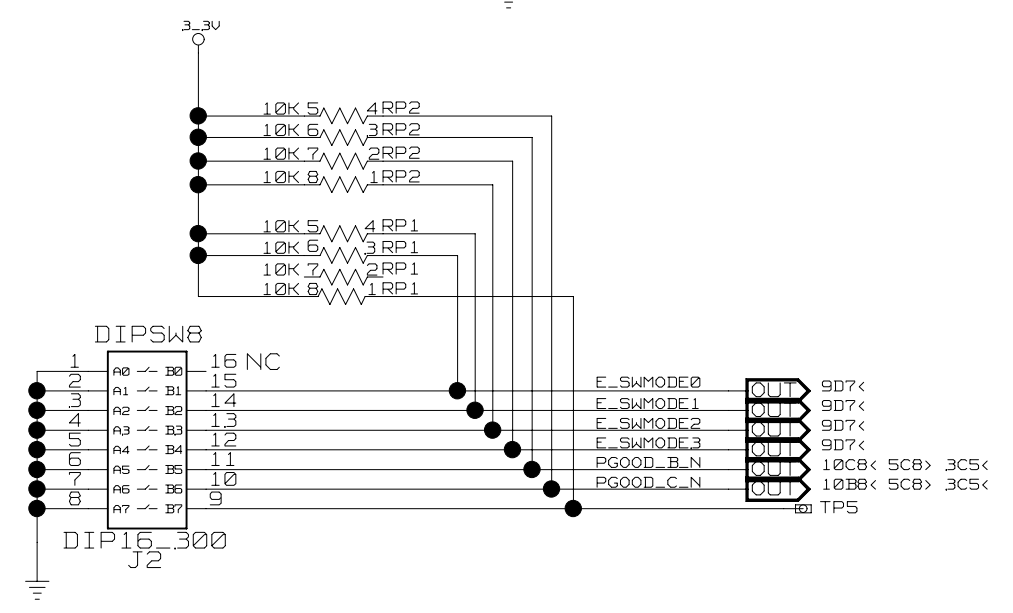 3_3V
10K 5 4 RP2
10K 6 3 RP2
10K 7 2 RP2
10K 8 1 RP2
10K 5 4 RP1
10K 6 3 RP1
10K 7 2 RP1
10K 8 1 RP1
DIPSW8
1 A0 B0 16 NC
2 A1 B1 15 E_SWMODE0 OUT 9D7<
3 A2 B2 14 E_SWMODE1 OUT 9D7<
4 A3 B3 13 E_SWMODE2 OUT 9D7<
5 A4 B4 12 E_SWMODE3 OUT 9D7<
6 A5 B5 11 PGOOD_B_N OUT 10C8< 5C8> 3C5<
7 A6 B6 10 PGOOD_C_N OUT 10B8< 5C8> 3C5<
8 A7 B7 9 TP5
DIP16_300
J2